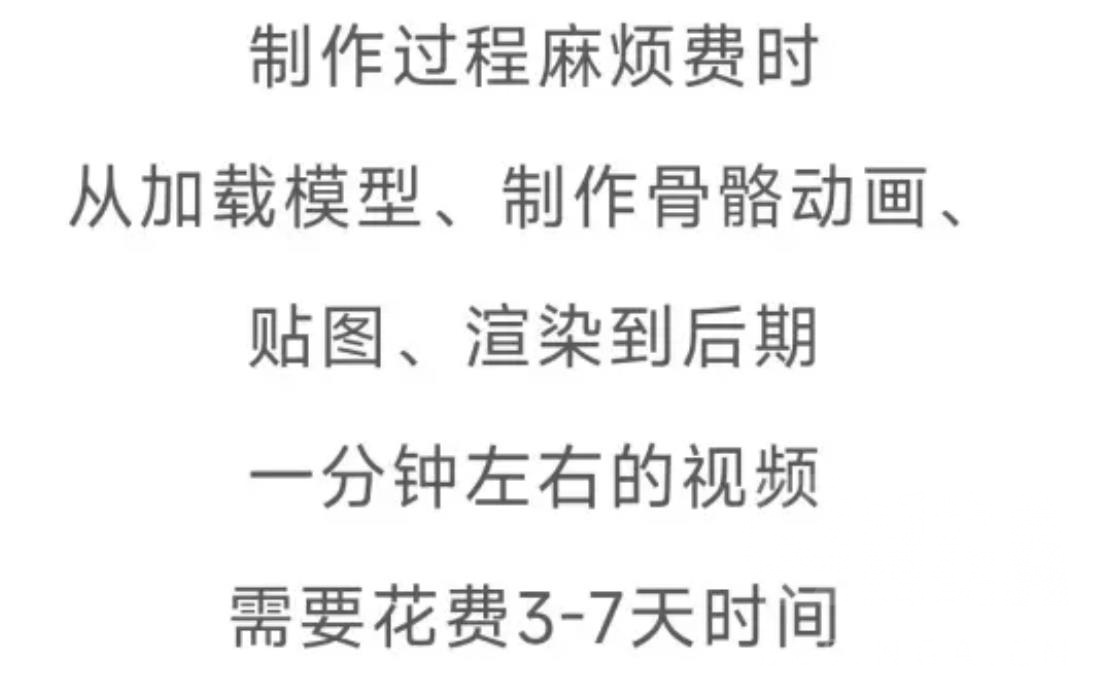 制作过程麻烦费时
从加载模型、制作骨骼动画、
贴图、渲染到后期
一分钟左右的视频
需要花费3-7天时间